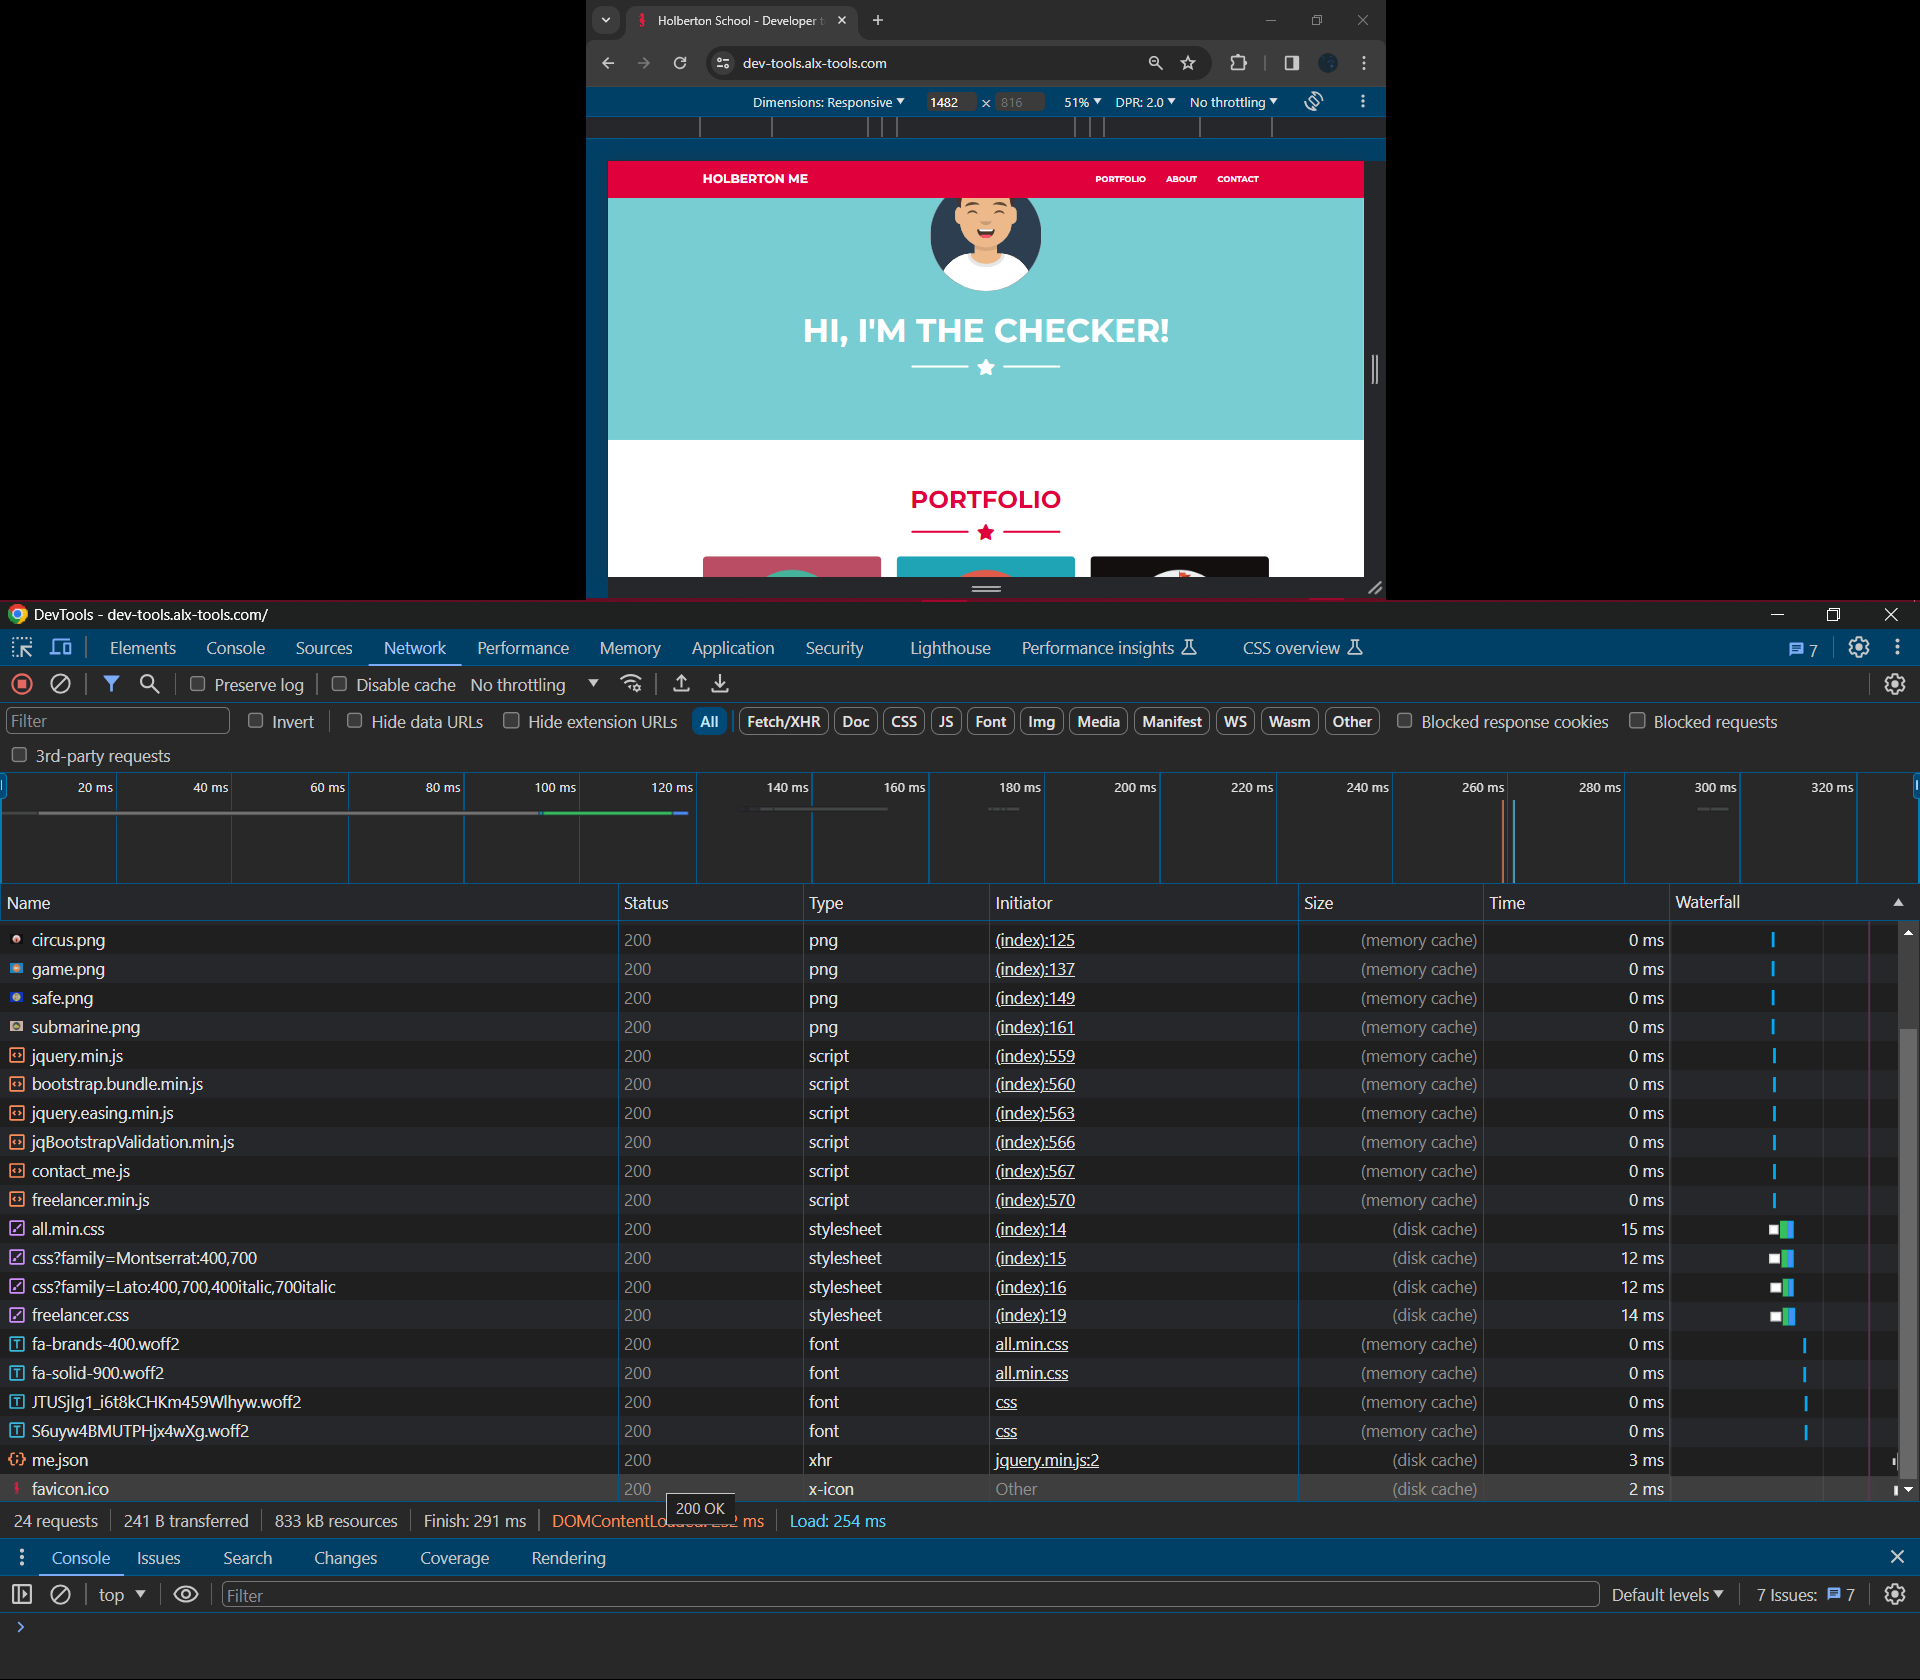 Holberton School - Developer t
dev-tools.alx-tools.com
Dimensions: Responsive 1482 × 816 51% DPR: 2.0 No throttling
HOLBERTON ME PORTFOLIO ABOUT CONTACT
HI, I'M THE CHECKER!
PORTFOLIO
DevTools - dev-tools.alx-tools.com/
Elements Console Sources Network Performance Memory Application Security Lighthouse Performance insights CSS overview 7
Preserve log Disable cache No throttling
Filter Invert Hide data URLs Hide extension URLs All Fetch/XHR Doc CSS JS Font Img Media Manifest WS Wasm Other Blocked response cookies Blocked requests
3rd-party requests
20 ms 40 ms 60 ms 80 ms 100 ms 120 ms 140 ms 160 ms 180 ms 200 ms 220 ms 240 ms 260 ms 280 ms 300 ms 320 ms
Name Status Type Initiator Size Time Waterfall
circus.png 200 png (index):125 (memory cache) 0 ms
game.png 200 png (index):137 (memory cache) 0 ms
safe.png 200 png (index):149 (memory cache) 0 ms
submarine.png 200 png (index):161 (memory cache) 0 ms
jquery.min.js 200 script (index):559 (memory cache) 0 ms
bootstrap.bundle.min.js 200 script (index):560 (memory cache) 0 ms
jquery.easing.min.js 200 script (index):563 (memory cache) 0 ms
jqBootstrapValidation.min.js 200 script (index):566 (memory cache) 0 ms
contact_me.js 200 script (index):567 (memory cache) 0 ms
freelancer.min.js 200 script (index):570 (memory cache) 0 ms
all.min.css 200 stylesheet (index):14 (disk cache) 15 ms
css?family=Montserrat:400,700 200 stylesheet (index):15 (disk cache) 12 ms
css?family=Lato:400,700,400italic,700italic 200 stylesheet (index):16 (disk cache) 12 ms
freelancer.css 200 stylesheet (index):19 (disk cache) 14 ms
fa-brands-400.woff2 200 font all.min.css (memory cache) 0 ms
fa-solid-900.woff2 200 font all.min.css (memory cache) 0 ms
JTUSjIg1_i6t8kCHKm459Wlhyw.woff2 200 font css (memory cache) 0 ms
S6uyw4BMUTPHjx4wXg.woff2 200 font css (memory cache) 0 ms
me.json 200 xhr jquery.min.js:2 (disk cache) 3 ms
favicon.ico 200 x-icon Other (disk cache) 2 ms
200 OK
24 requests 241 B transferred 833 kB resources Finish: 291 ms ms Load: 254 ms
Console Issues Search Changes Coverage Rendering
top Filter Default levels 7 Issues: 7